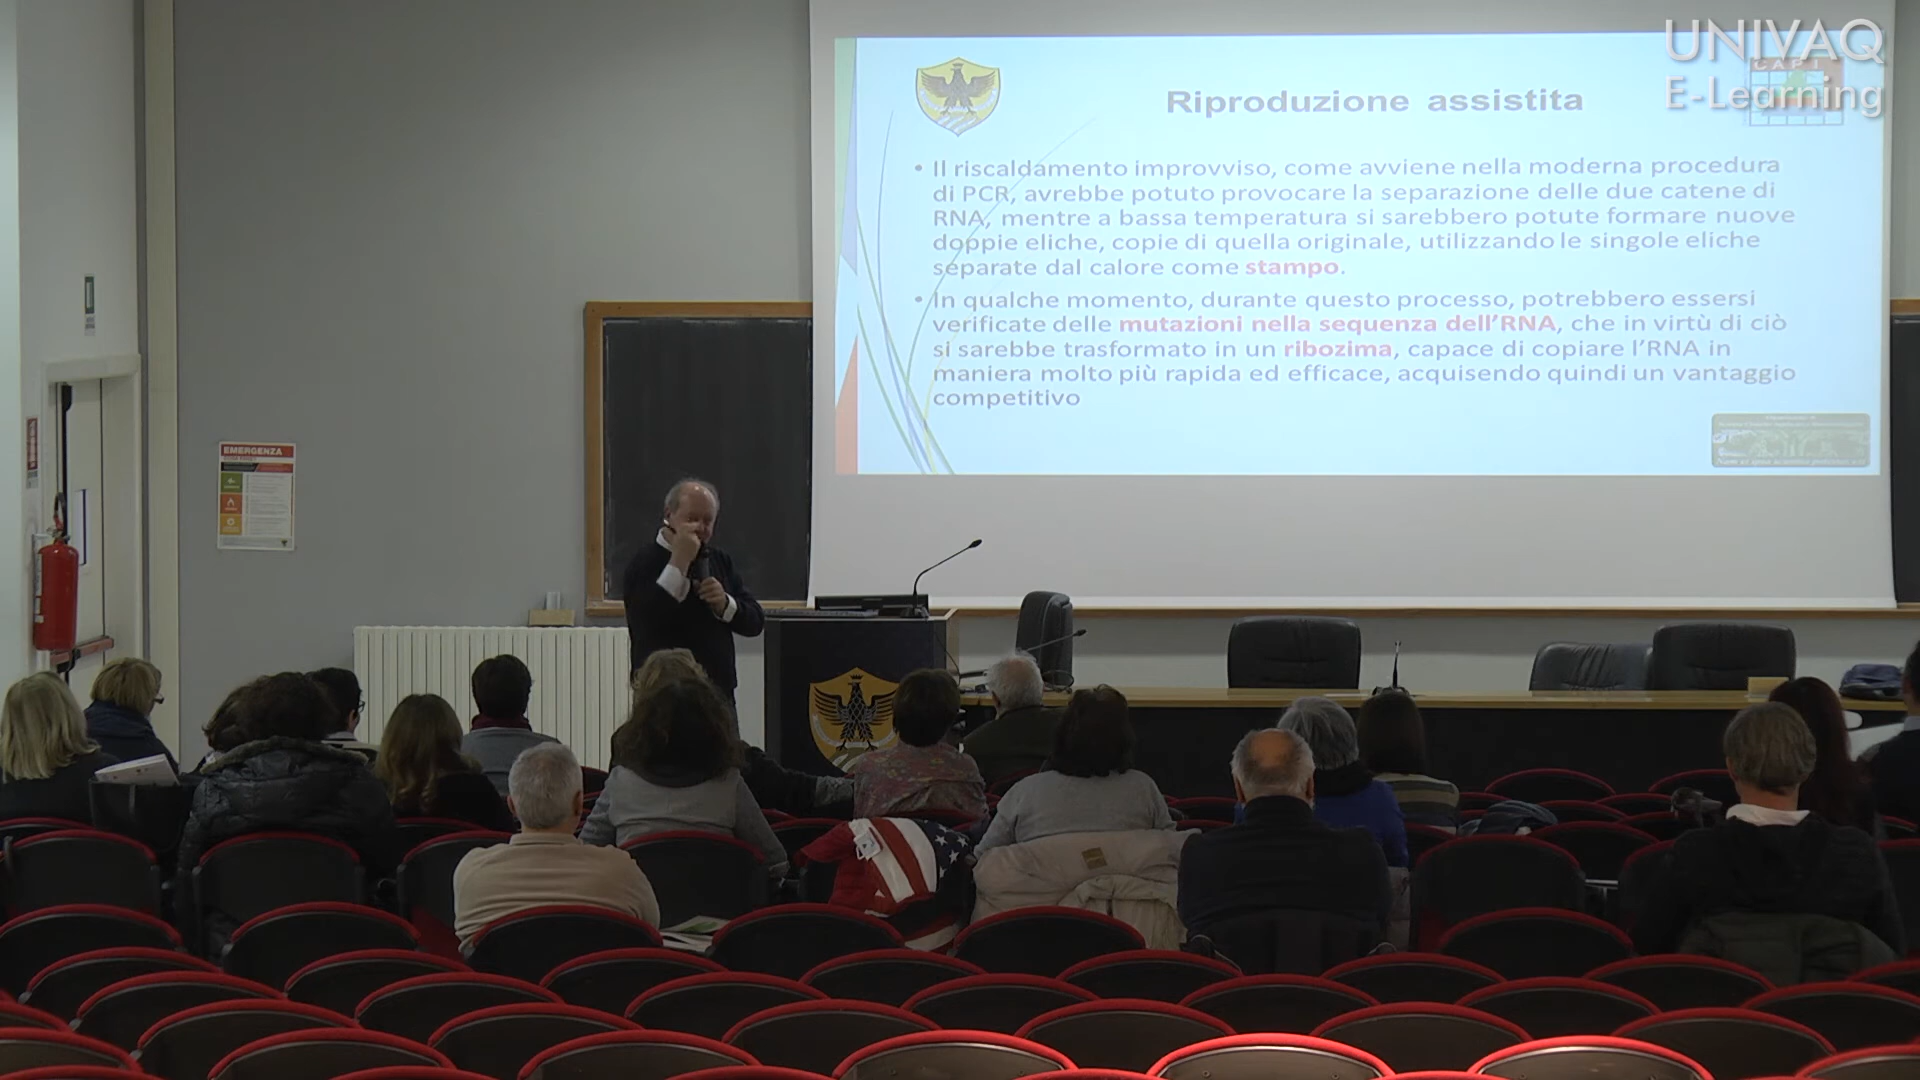 UNIVAQ
E-Learning
CAPI
Riproduzione assistita
• Il riscaldamento improvviso, come avviene nella moderna procedura
di PCR, avrebbe potuto provocare la separazione delle due catene di
RNA, mentre a bassa temperatura si sarebbero potute formare nuove
doppie eliche, copie di quella originale, utilizzando le singole eliche
separate dal calore come stampo.
• In qualche momento, durante questo processo, potrebbero essersi
verificate delle mutazioni nella sequenza dell'RNA, che in virtù di ciò
si sarebbe trasformato in un ribozima, capace di copiare l'RNA in
maniera molto più rapida ed efficace, acquisendo quindi un vantaggio
competitivo
EMERGENZA